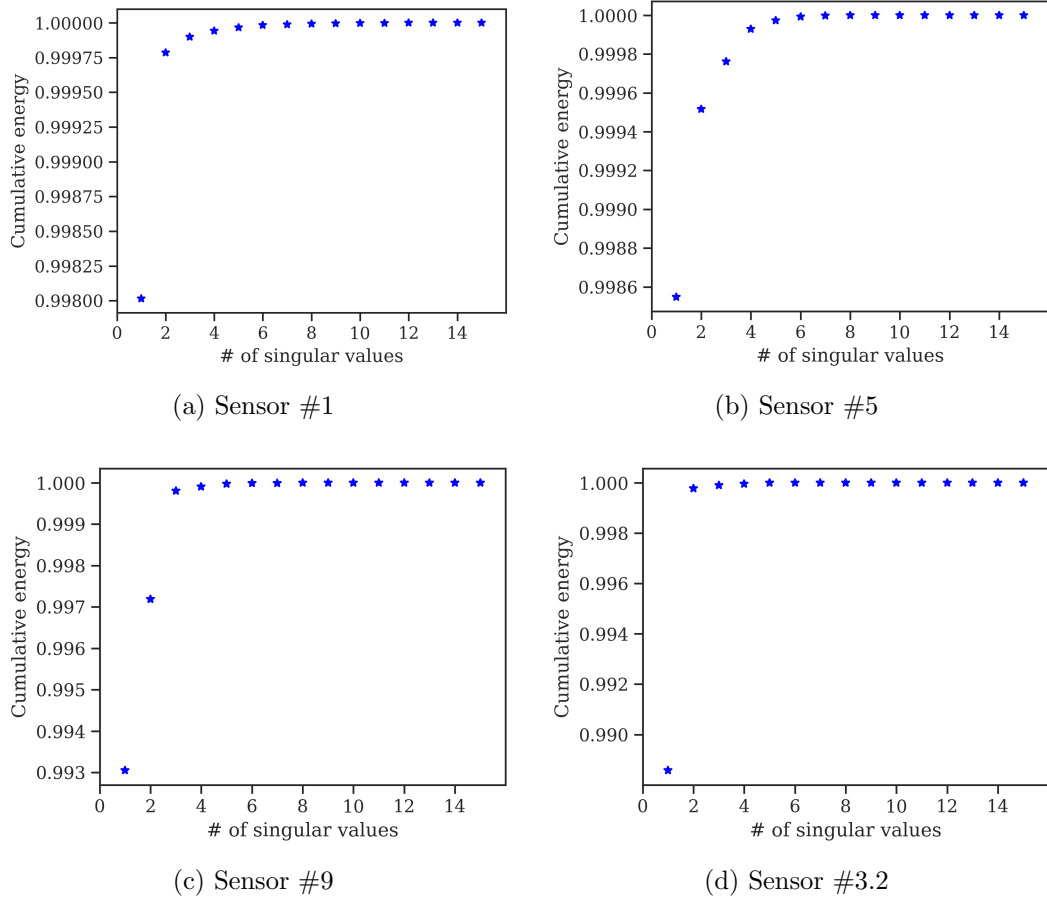 Cumulative energy
1.00000
0.99975
0.99950
0.99925
0.99900
0.99875
0.99850
0.99825
0.99800
0 2 4 6 8 10 12 14
# of singular values
(a) Sensor #1
Cumulative energy
1.0000
0.9998
0.9996
0.9994
0.9992
0.9990
0.9988
0.9986
0 2 4 6 8 10 12 14
# of singular values
(b) Sensor #5
Cumulative energy
1.000
0.999
0.998
0.997
0.996
0.995
0.994
0.993
0 2 4 6 8 10 12 14
# of singular values
(c) Sensor #9
Cumulative energy
1.000
0.998
0.996
0.994
0.992
0.990
0 2 4 6 8 10 12 14
# of singular values
(d) Sensor #3.2